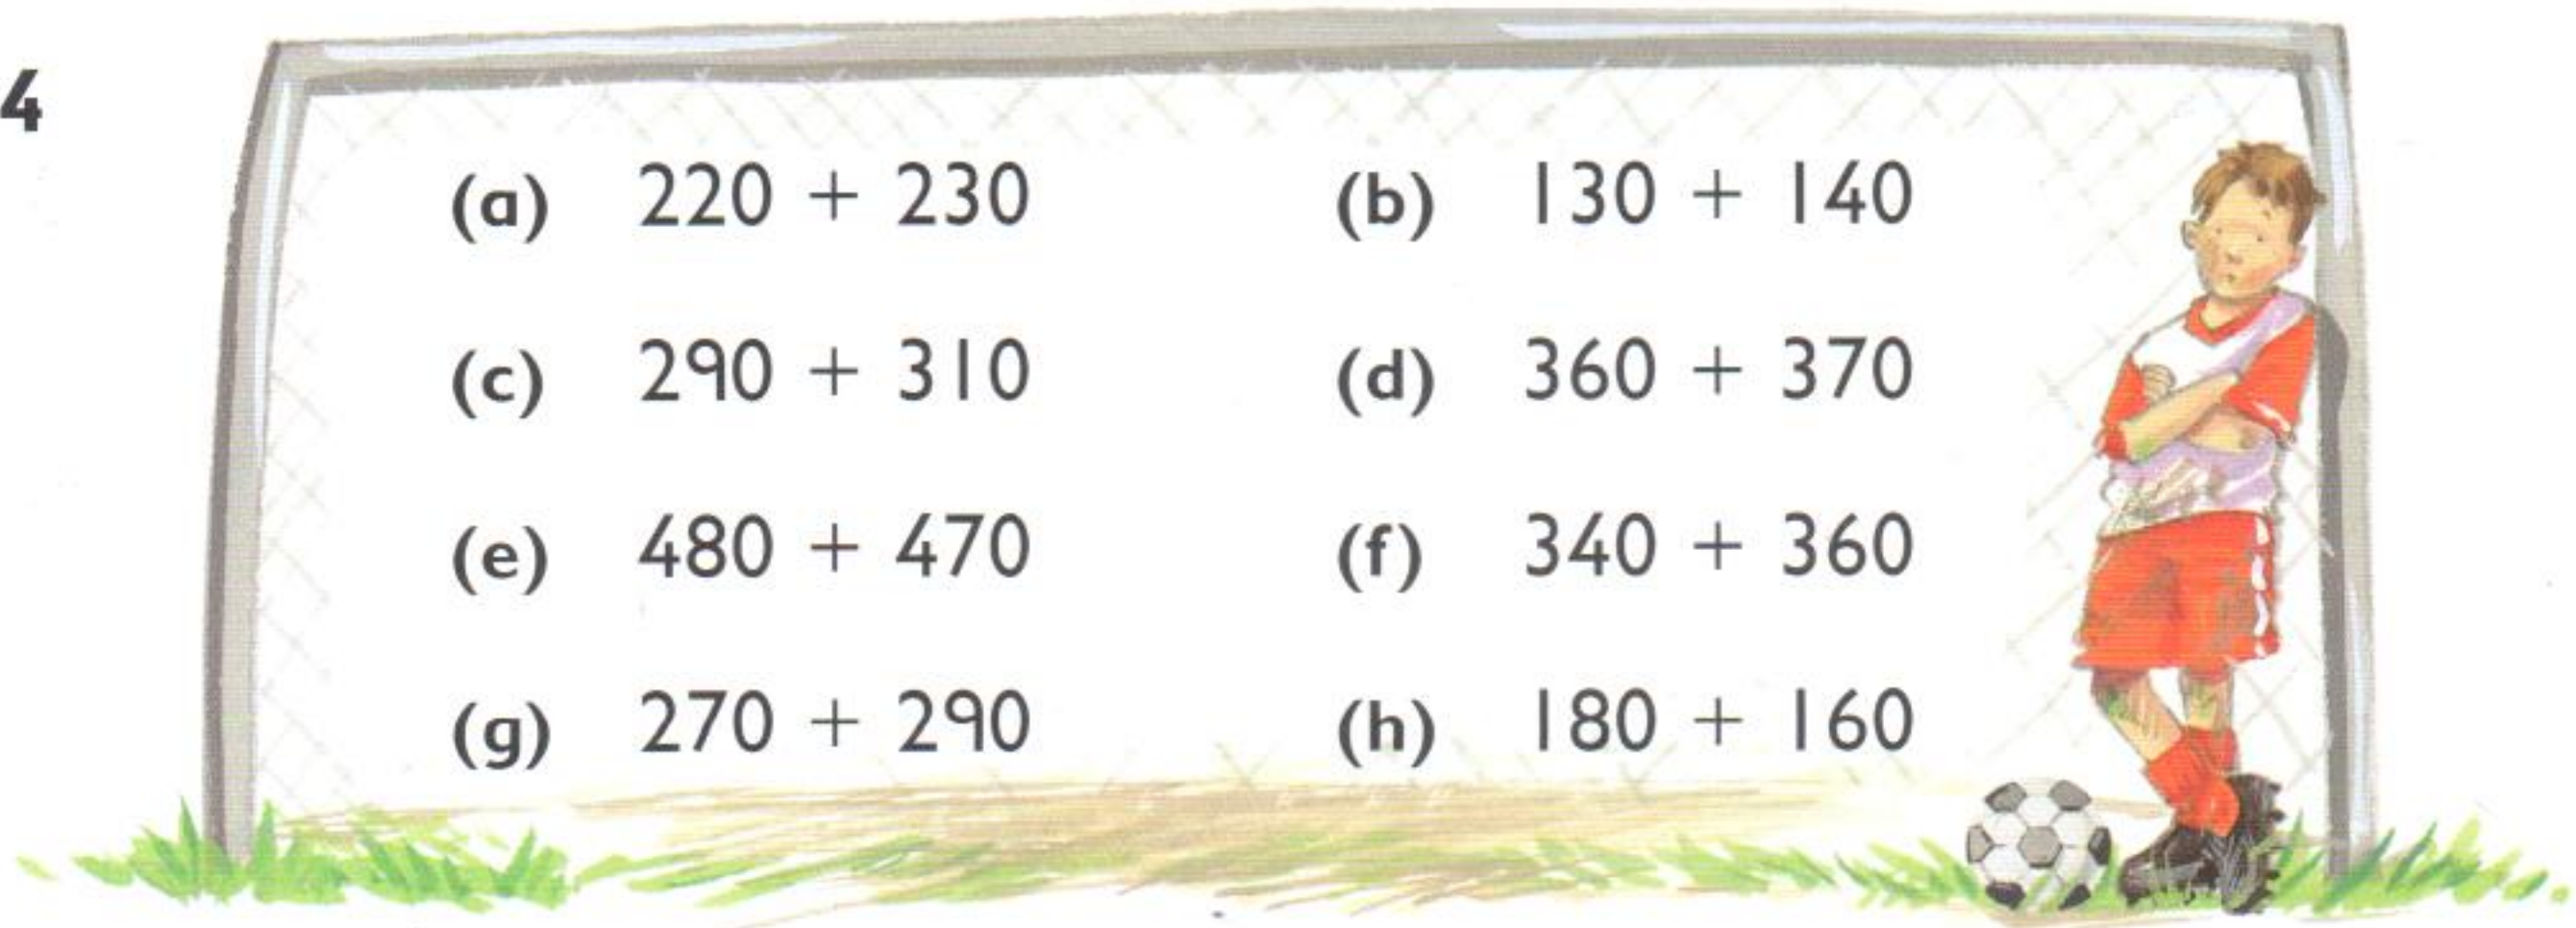 4
(a) 220 + 230 (b) 130 + 140
(c) 290 + 310 (d) 360 + 370
(e) 480 + 470 (f) 340 + 360
(g) 270 + 290 (h) 180 + 160